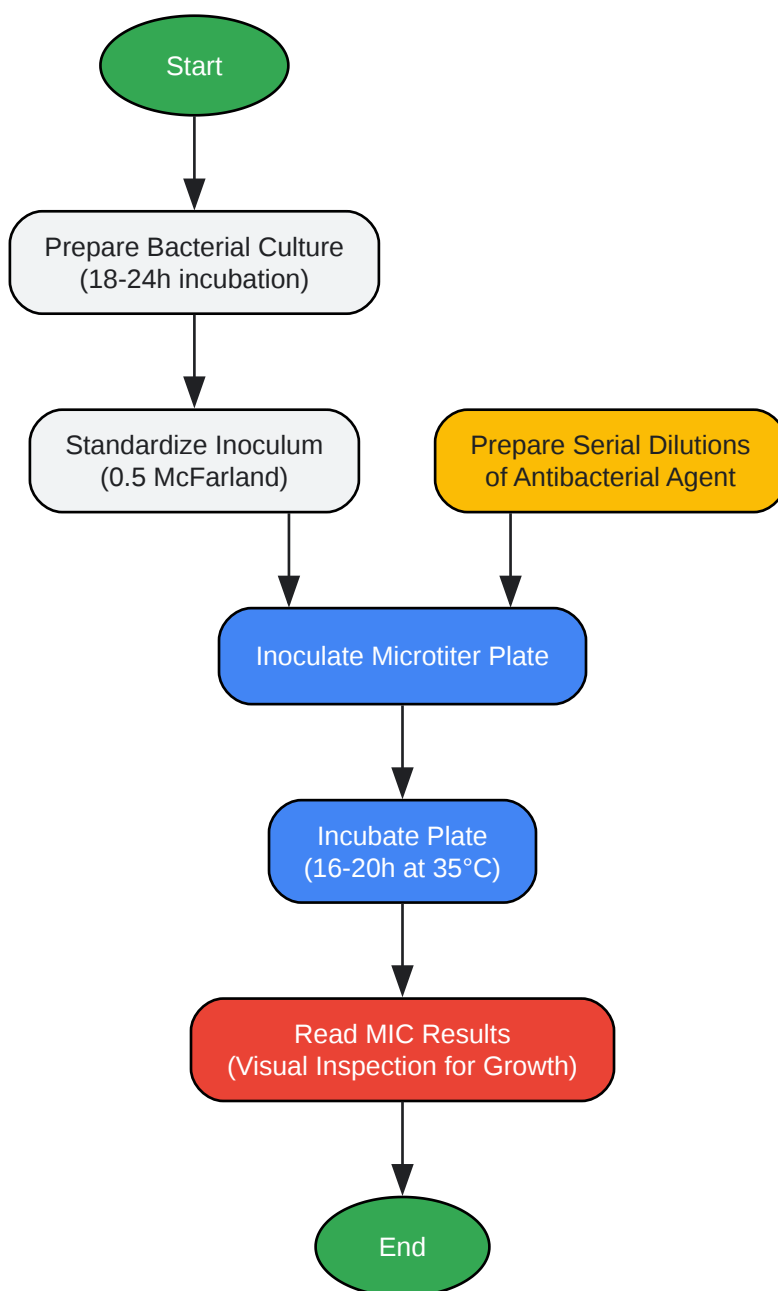 Start
Prepare Bacterial Culture
(18-24h incubation)
Standardize Inoculum
(0.5 McFarland)
Prepare Serial Dilutions
of Antibacterial Agent
Inoculate Microtiter Plate
Incubate Plate
(16-20h at 35°C)
Read MIC Results
(Visual Inspection for Growth)
End